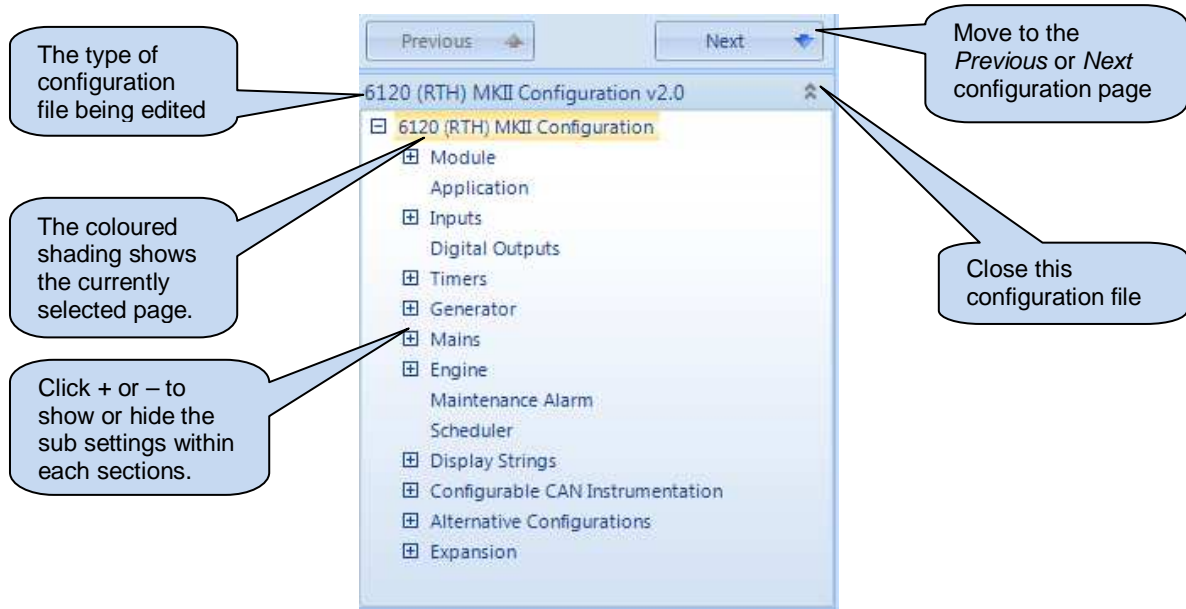 The type of
configuration
file being edited
Previous
Next
Move to the
Previous or Next
configuration page
6120 (RTH) MKII Configuration v2.0
6120 (RTH) MKII Configuration
Module
Application
Inputs
Digital Outputs
Timers
Generator
Mains
Engine
Maintenance Alarm
Scheduler
Display Strings
Configurable CAN Instrumentation
Alternative Configurations
Expansion
The coloured
shading shows
the currently
selected page.
Close this
configuration file
Click + or – to
show or hide the
sub settings within
each sections.